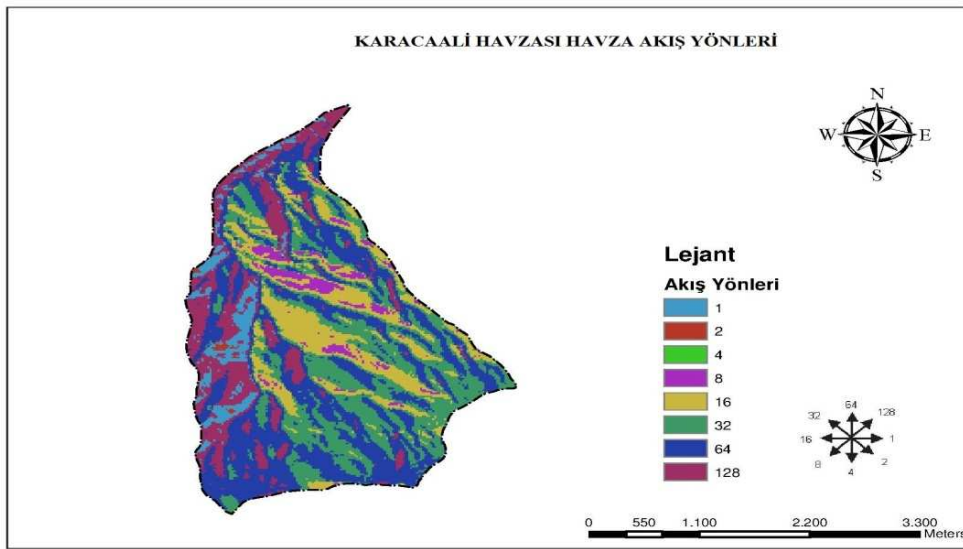 KARACAALİ HAVZASI HAVZA AKIŞ YÖNLERİ
N
W E
S
Lejant
Akış Yönleri
1
2
4
8
16
32
64
128
64
32 128
16 1
8 2
4
0 550 1.100 2.200 3.300
Meters